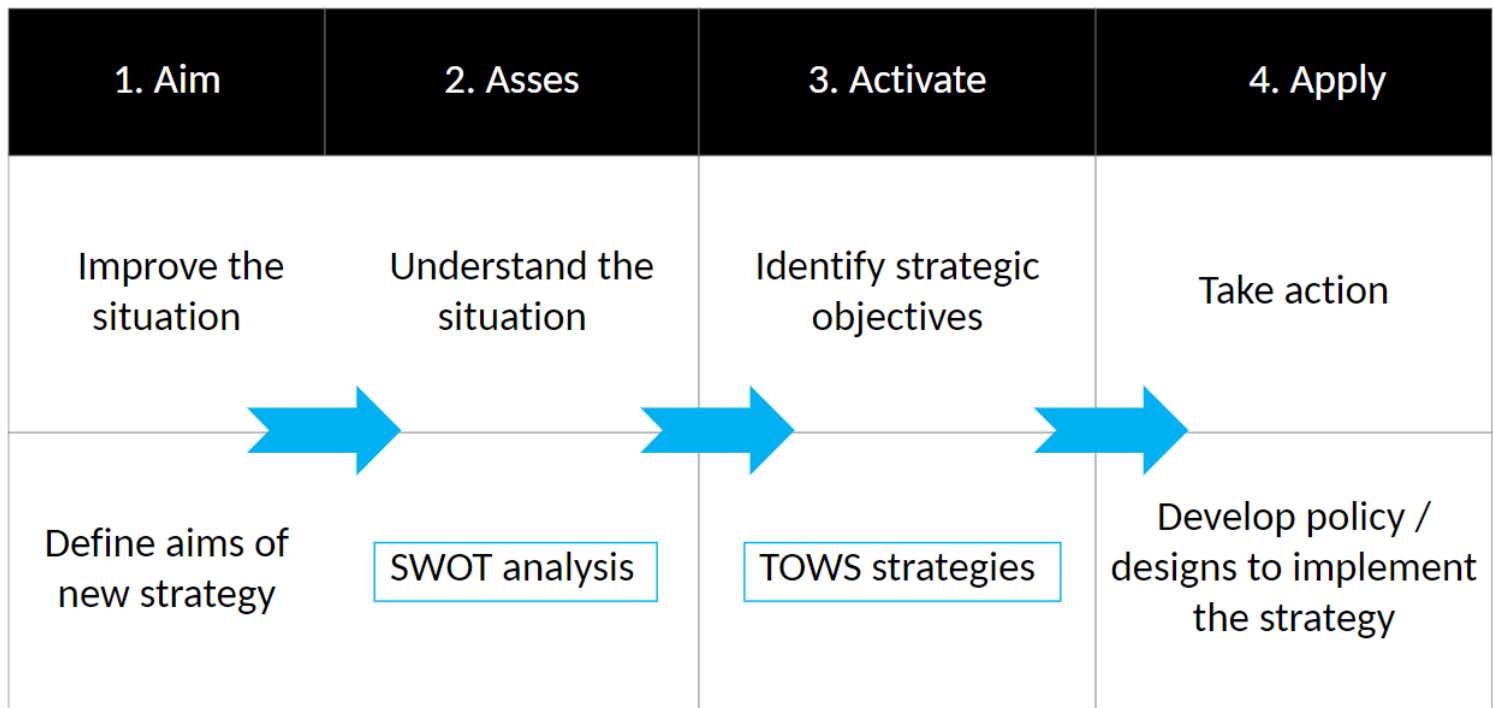 1. Aim
2. Asses
3. Activate
4. Apply
Improve the
situation
Understand the
situation
Identify strategic
objectives
Take action
Define aims of
new strategy
SWOT analysis
TOWS strategies
Develop policy /
designs to implement
the strategy